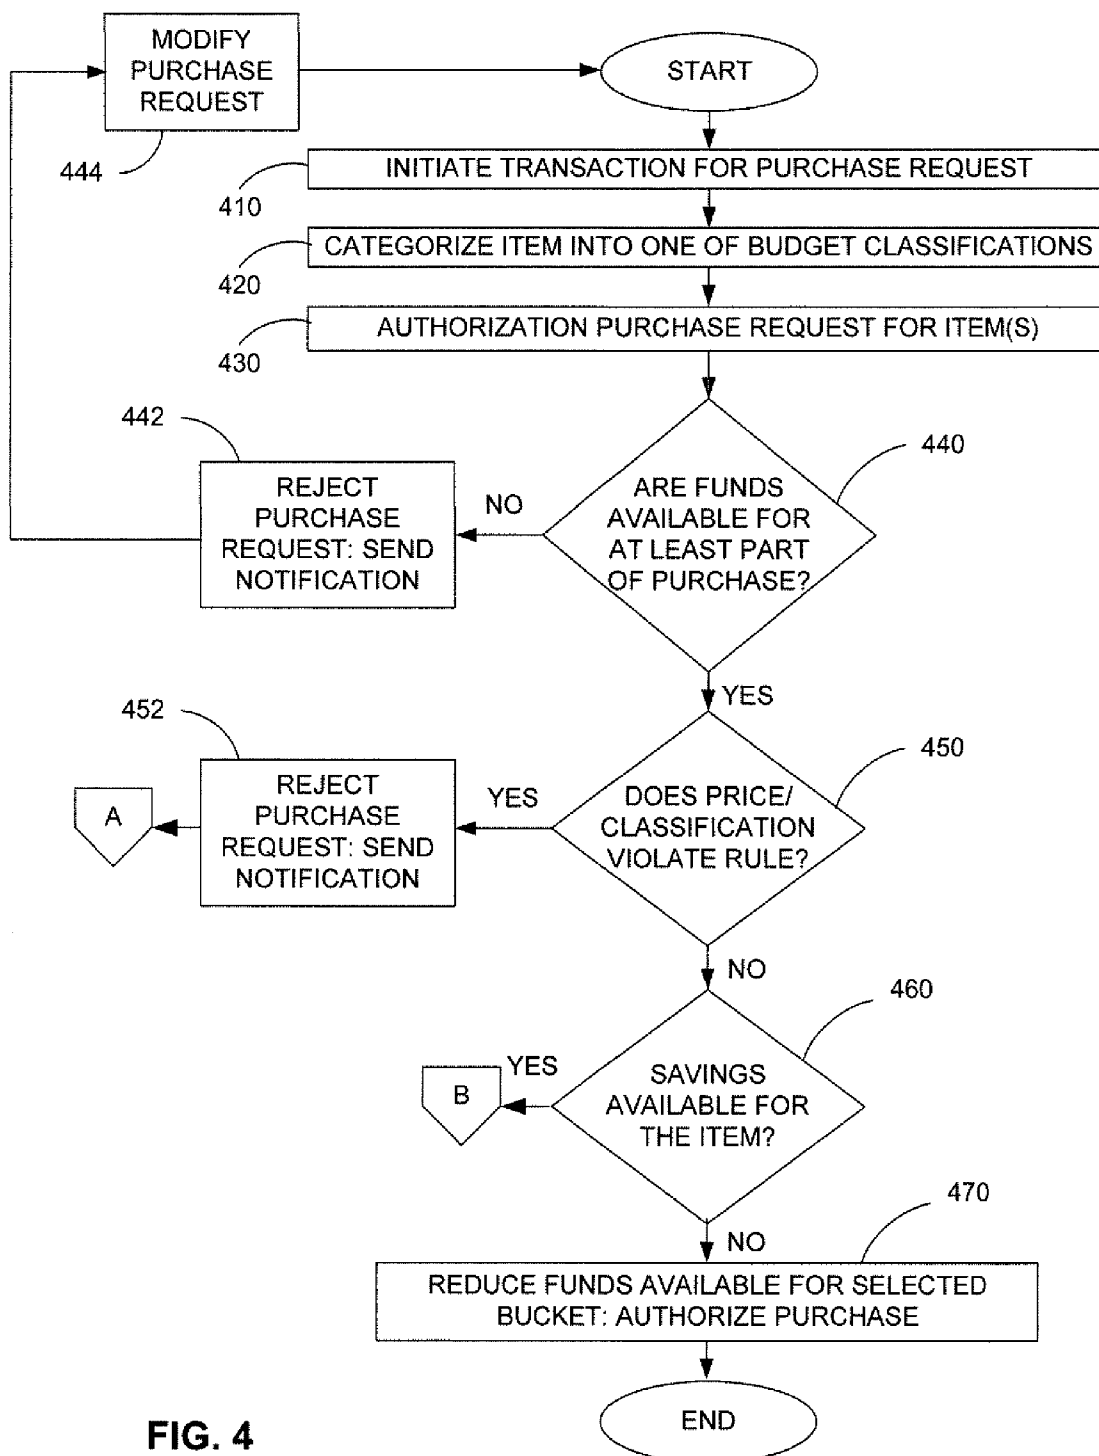 MODIFY
PURCHASE
REQUEST
START
444
INITIATE TRANSACTION FOR PURCHASE REQUEST
410
CATEGORIZE ITEM INTO ONE OF BUDGET CLASSIFICATIONS
420
AUTHORIZATION PURCHASE REQUEST FOR ITEM(S)
430
442
440
REJECT
PURCHASE
REQUEST: SEND
NOTIFICATION
NO
ARE FUNDS
AVAILABLE FOR
AT LEAST PART
OF PURCHASE?
YES
452
450
A
REJECT
PURCHASE
REQUEST: SEND
NOTIFICATION
YES
DOES PRICE/
CLASSIFICATION
VIOLATE RULE?
NO
460
B
YES
SAVINGS
AVAILABLE FOR
THE ITEM?
470
NO
REDUCE FUNDS AVAILABLE FOR SELECTED
BUCKET: AUTHORIZE PURCHASE
END
FIG. 4